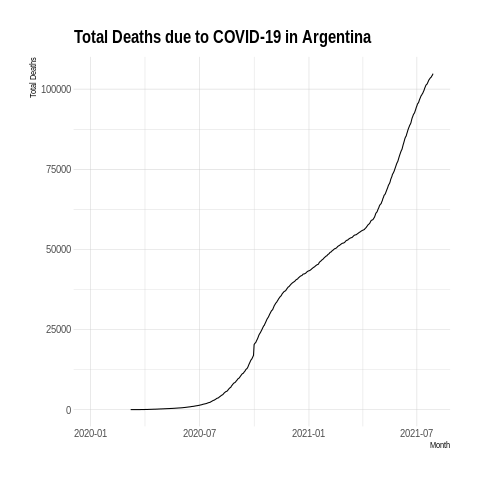 Total Deaths due to COVID-19 in Argentina
Total Deaths
100000
75000
50000
25000
0
2020-01 2020-07 2021-01 2021-07
Month